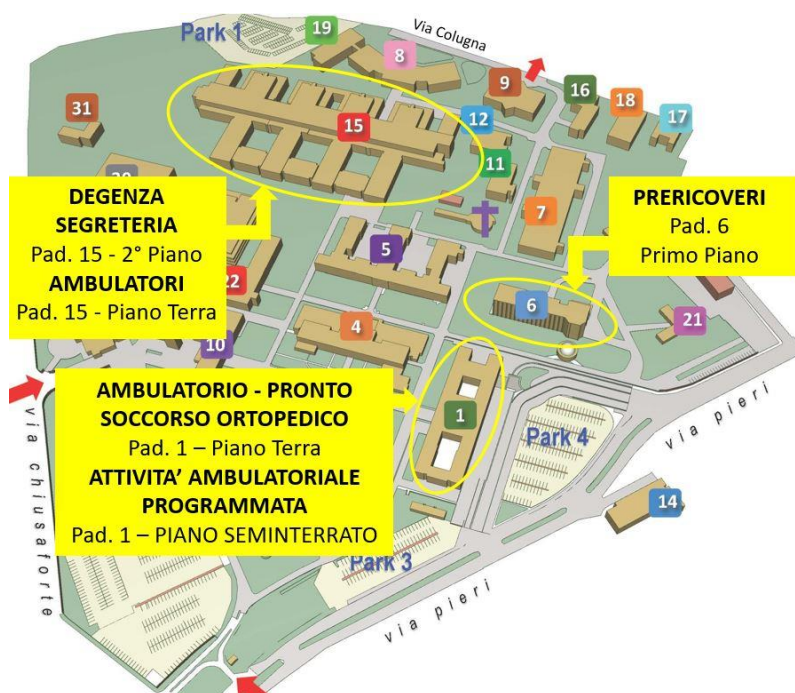 Park 1
19
8
Via Colugna
9
16
18
17
31
15
12
11
7
DEGENZA
SEGRETERIA
Pad. 15 - 2° Piano
AMBULATORI
Pad. 15 - Piano Terra
PRERICOVERI
Pad. 6
Primo Piano
5
22
6
21
4
10
AMBULATORIO - PRONTO
SOCCORSO ORTOPEDICO
Pad. 1 – Piano Terra
ATTIVITA’ AMBULATORIALE
PROGRAMMATA
Pad. 1 – PIANO SEMINTERRATO
1
Park 4
via pieri
via chiusaforte
14
Park 3
via pieri